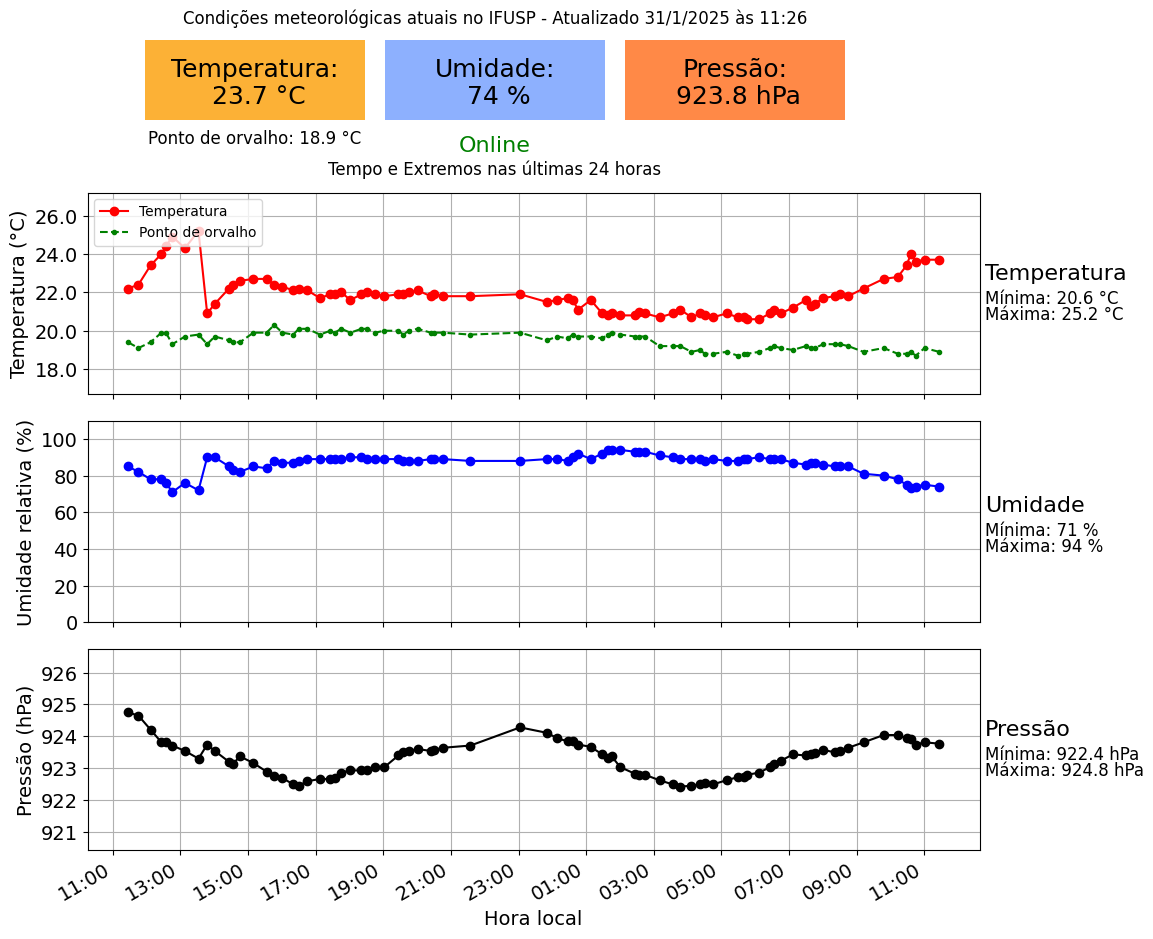 Condições meteorológicas atuais no IFUSP - Atualizado 31/1/2025 às 11:26
Temperatura:
23.7 °C
Umidade:
74 %
Pressão:
923.8 hPa
Ponto de orvalho: 18.9 °C
Online
Tempo e Extremos nas últimas 24 horas
Temperatura (°C)
26.0
24.0
22.0
20.0
18.0
Temperatura
Ponto de orvalho
Temperatura
Mínima: 20.6 °C
Máxima: 25.2 °C
Umidade relativa (%)
100
80
60
40
20
0
Umidade
Mínima: 71 %
Máxima: 94 %
Pressão (hPa)
926
925
924
923
922
921
Pressão
Mínima: 922.4 hPa
Máxima: 924.8 hPa
11:00
13:00
15:00
17:00
19:00
21:00
23:00
01:00
03:00
05:00
07:00
09:00
11:00
Hora local